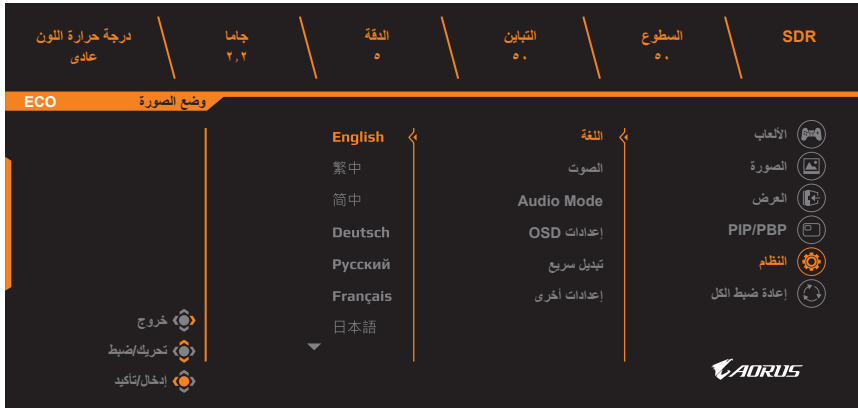 SDR
السطوع
٥٠
التباين
٥٠
الدقة
٥
جاما
٢,٢
درجة حرارة اللون
عادى
وضع الصورة
ECO
الألعاب
الصورة
العرض
PIP/PBP
النظام
إعادة ضبط الكل
اللغة
الصوت
Audio Mode
إعدادات OSD
تبديل سريع
إعدادات أخرى
English
繁中
简中
Deutsch
Русский
Français
日本語
خروج
تحريك/ضبط
إدخال/تأكيد
AORUS